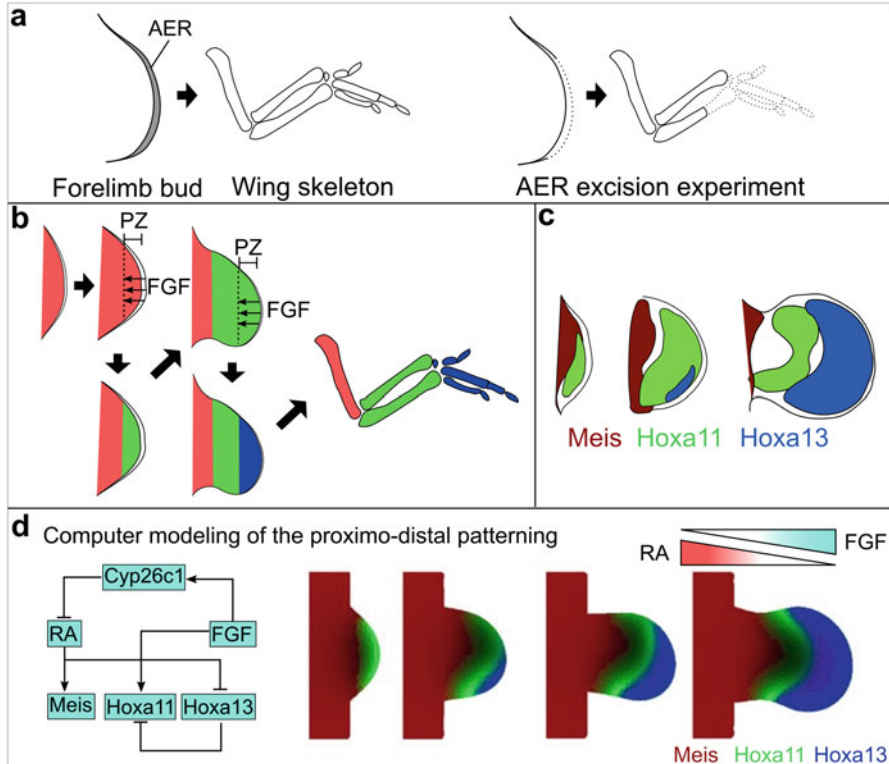 a
AER
Forelimb bud
Wing skeleton
AER excision experiment
b
PZ
FGF
PZ
FGF
c
Meis
Hoxa11
Hoxa13
d
Computer modeling of the proximo-distal patterning
Cyp26c1
RA
FGF
Meis
Hoxa11
Hoxa13
RA
FGF
Meis
Hoxa11
Hoxa13